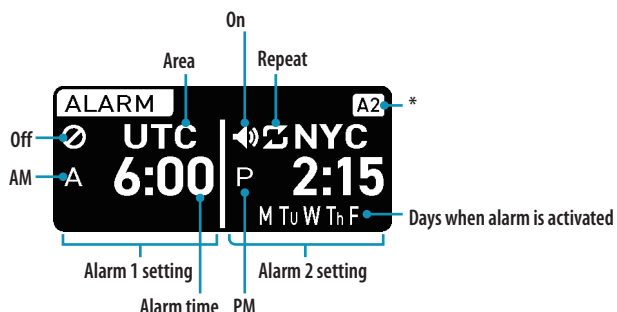 On
Area Repeat
ALARM A2 *
Off UTC NYC
AM A 6:00 P 2:15
M Tu W Th F Days when alarm is activated
Alarm 1 setting Alarm 2 setting
Alarm time PM